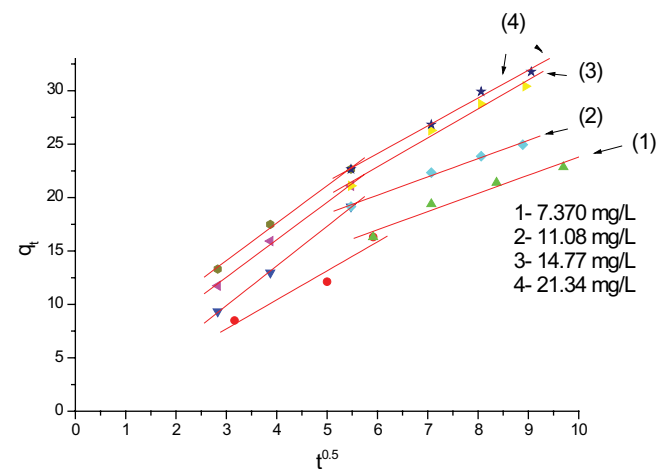 (4)
(3)
(2)
(1)
30
25
20
15
10
5
0
qt
1- 7.370 mg/L
2- 11.08 mg/L
3- 14.77 mg/L
4- 21.34 mg/L
0 1 2 3 4 5 6 7 8 9 10
t^0.5